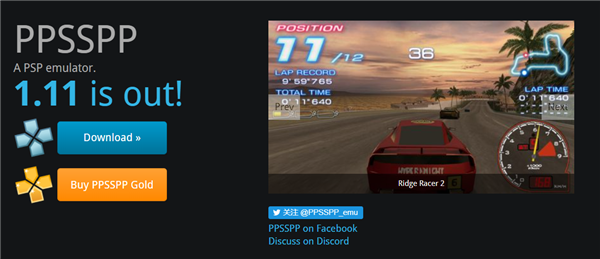 PPSSPP
A PSP emulator.
1.11 is out!
Download »
Buy PPSSPP Gold
POSITION
11/12
36
LAP RECORD
9'59"765
TOTAL TIME
0'11"640
LAP TIME
0'11"640
Prev
Next
Ridge Racer 2
关注 @PPSSPP_emu
PPSSPP on Facebook
Discuss on Discord